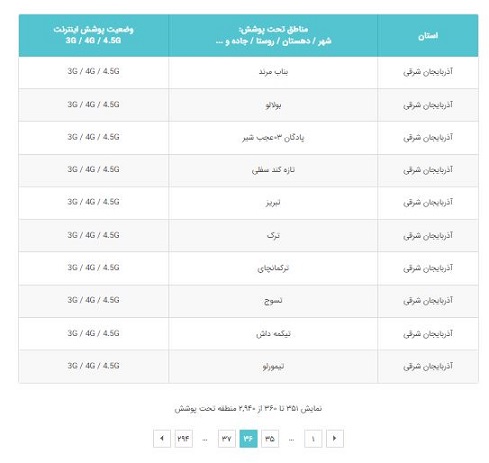 استان
مناطق تحت پوشش:
شهر / دهستان / روستا / جاده و ...
وضعیت پوشش اینترنت
3G / 4G / 4.5G
آذربایجان شرقی بناب مرند 3G / 4G / 4.5G
آذربایجان شرقی بولالو 3G / 4G / 4.5G
آذربایجان شرقی پادگان ۰۳عجب شیر 3G / 4G / 4.5G
آذربایجان شرقی تازه کند سفلی 3G / 4G / 4.5G
آذربایجان شرقی تبریز 3G / 4G / 4.5G
آذربایجان شرقی ترک 3G / 4G / 4.5G
آذربایجان شرقی ترکمانچای 3G / 4G / 4.5G
آذربایجان شرقی تسوج 3G / 4G / 4.5G
آذربایجان شرقی تیکمه داش 3G / 4G / 4.5G
آذربایجان شرقی تیمورلو 3G / 4G / 4.5G
نمایش ۳۵۱ تا ۳۶۰ از ۲,۹۴۰ منطقه تحت پوشش
۱ ... ۳۵ ۳۶ ۳۷ ... ۲۹۴